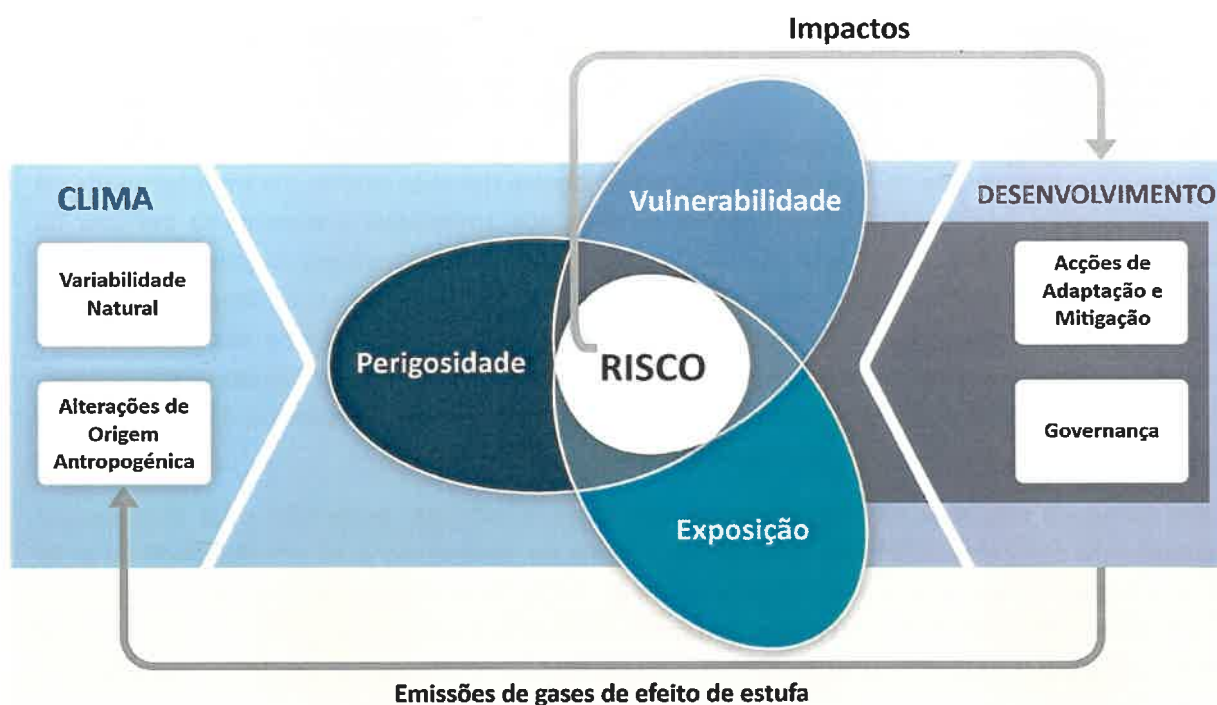 Impactos
CLIMA
Variabilidade
Natural
Alterações de
Origem
Antropogénica
Perigosidade
Vulnerabilidade
RISCO
Exposição
DESENVOLVIMENTO
Acções de
Adaptação e
Mitigação
Governança
Emissões de gases de efeito de estufa